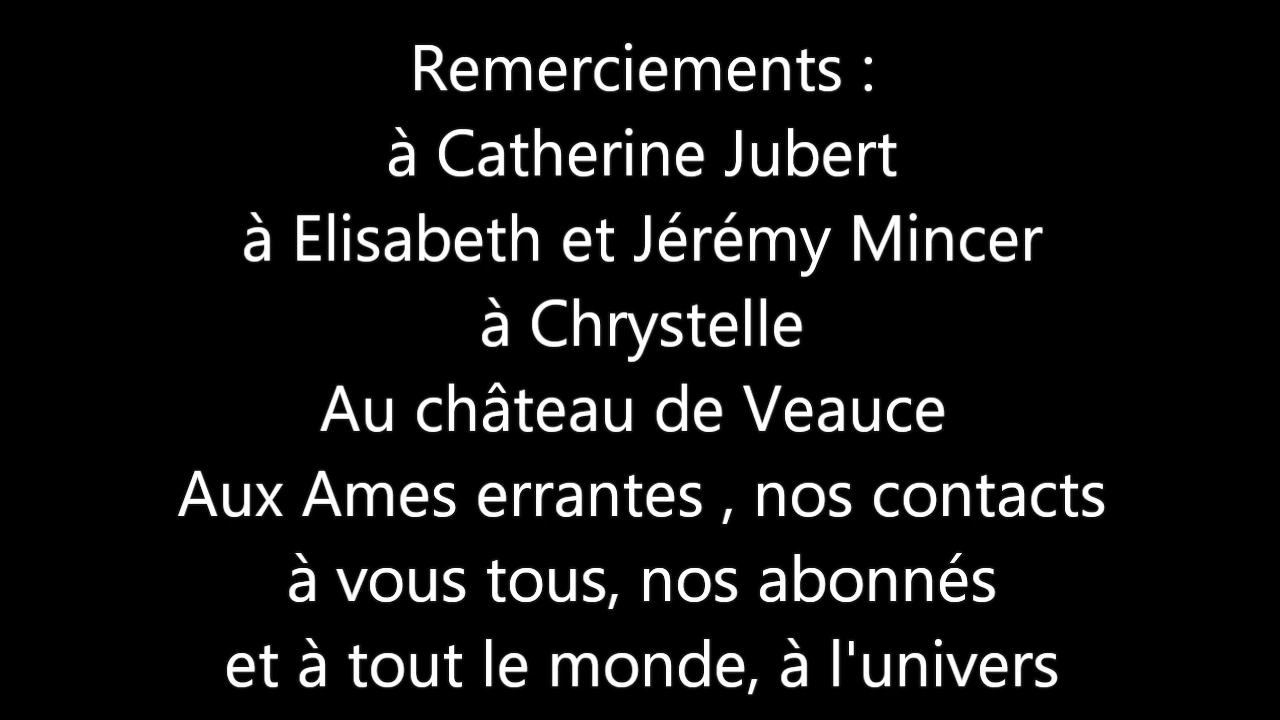 Remerciements :
à Catherine Jubert
à Elisabeth et Jérémy Mincer
à Chrystelle
Au château de Veauce
Aux Ames errantes , nos contacts
à vous tous, nos abonnés
et à tout le monde, à l'univers